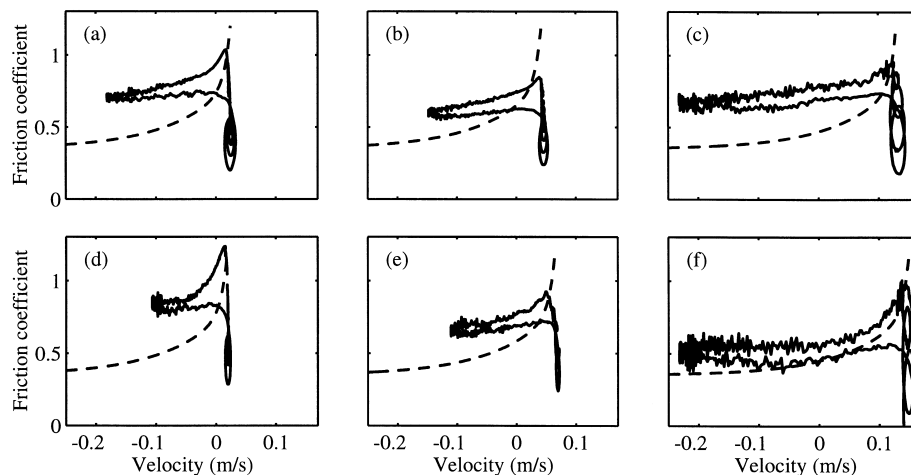 (a) (b) (c)
1
0.5
0
Friction coefficient
(d) (e) (f)
1
0.5
0
Friction coefficient
-0.2 -0.1 0 0.1 -0.2 -0.1 0 0.1 -0.2 -0.1 0 0.1
Velocity (m/s) Velocity (m/s) Velocity (m/s)